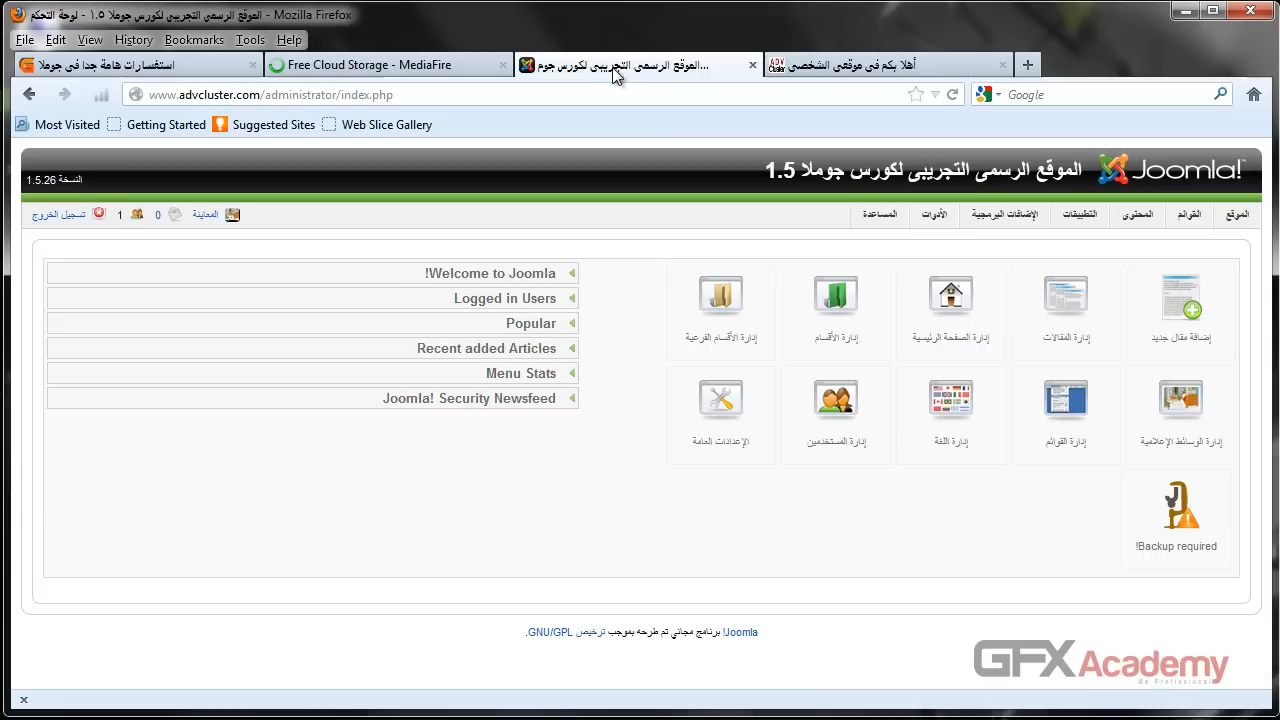 الموقع الرسمى التجريبى لكورس جوملا ١.٥ - لوحة التحكم - Mozilla Firefox
File Edit View History Bookmarks Tools Help
استفسارات هامة جدا فى جوملا
Free Cloud Storage - MediaFire
الموقع الرسمى التجريبى لكورس جوم...
ADV Cluster أهلا بكم فى موقعى الشخصى
www.advcluster.com/administrator/index.php
Google
Most Visited Getting Started Suggested Sites Web Slice Gallery
Joomla! الموقع الرسمى التجريبى لكورس جوملا 1.5
النسخة 1.5.26
الموقع القوائم المحتوى التطبيقات الإضافات البرمجية الأدوات المساعدة
المعاينة 0 1 تسجيل الخروج
إضافة مقال جديد إدارة المقالات إدارة الصفحة الرئيسية إدارة الأقسام إدارة الأقسام الفرعية
إدارة الوسائط الإعلامية إدارة القوائم إدارة اللغة إدارة المستخدمين الإعدادات العامة
!Backup required
!Welcome to Joomla
Logged in Users
Popular
Recent added Articles
Menu Stats
Joomla! Security Newsfeed
Joomla! برنامج مجاني تم طرحه بموجب ترخيص GNU/GPL.
GFXAcademy
Be Professional